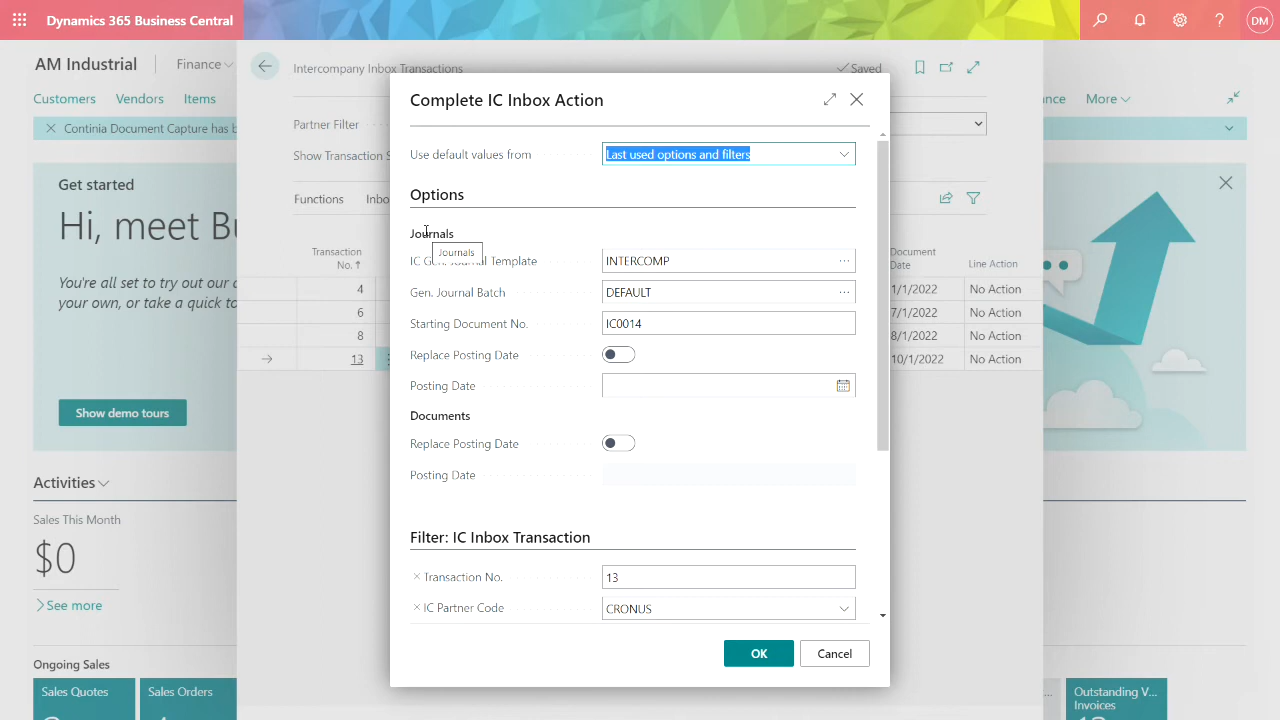 Dynamics 365 Business Central
DM
AM Industrial
Finance
Customers
Vendors
Items
More
Continia Document Capture has
Get started
Hi, meet
You're all set to try out our
your own, or take a quick
Show demo tours
Activities
Sales This Month
$0
See more
Ongoing Sales
Sales Quotes
Sales Orders
Intercompany Inbox Transactions
Saved
Partner Filter
Show Transaction
Functions
Transaction
No. ↑
4
6
8
13
Document
Date
Line Action
1/1/2022
No Action
7/1/2022
No Action
8/1/2022
No Action
10/1/2022
No Action
Complete IC Inbox Action
Use default values from
Last used options and filters
Options
Journals
Journals
IC Gen. Journal Template
INTERCOMP
Gen. Journal Batch
DEFAULT
Starting Document No.
IC0014
Replace Posting Date
Posting Date
Documents
Replace Posting Date
Posting Date
Filter: IC Inbox Transaction
Transaction No.
13
IC Partner Code
CRONUS
OK
Cancel
Outstanding V...
Invoices